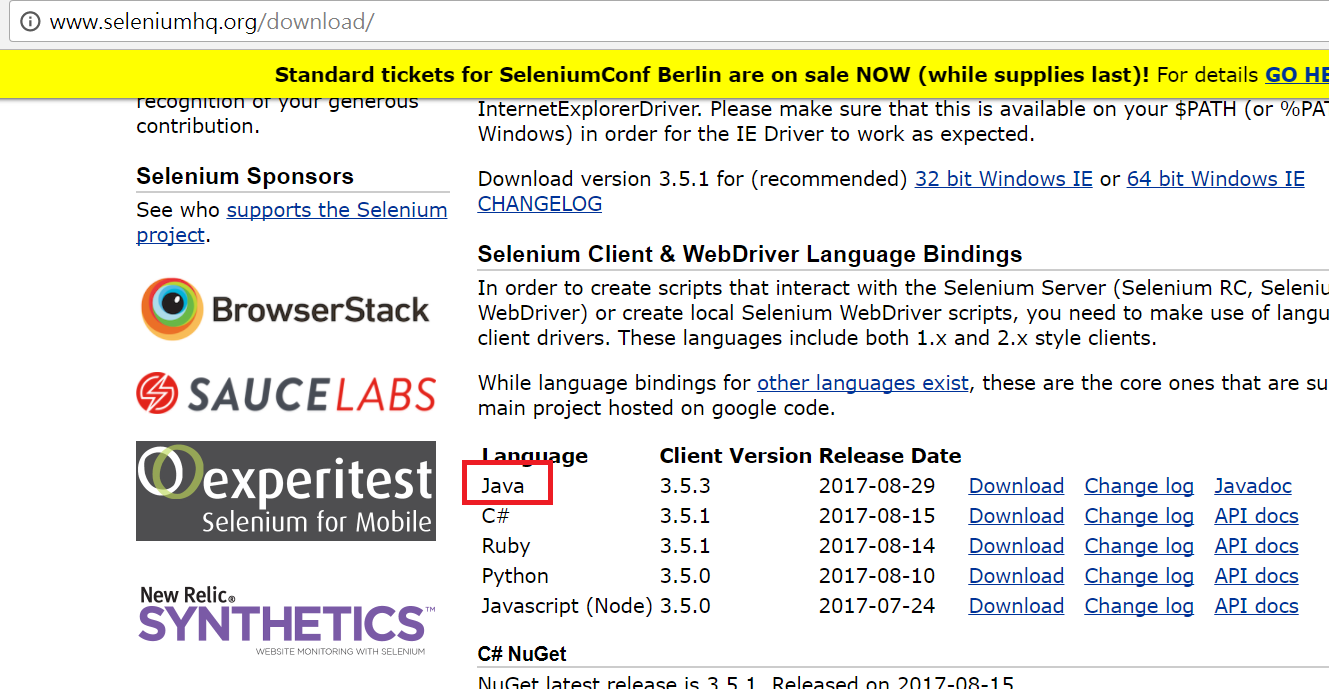 www.seleniumhq.org/download/
Standard tickets for SeleniumConf Berlin are on sale NOW (while supplies last)! For details GO HE
recognition of your generous
contribution.
Selenium Sponsors
See who supports the Selenium
project.
BrowserStack
SAUCELABS
experitest
Selenium for Mobile
New Relic®
SYNTHETICS™
WEBSITE MONITORING WITH SELENIUM
InternetExplorerDriver. Please make sure that this is available on your $PATH (or %PAT
Windows) in order for the IE Driver to work as expected.
Download version 3.5.1 for (recommended) 32 bit Windows IE or 64 bit Windows IE
CHANGELOG
Selenium Client & WebDriver Language Bindings
In order to create scripts that interact with the Selenium Server (Selenium RC, Seleniu
WebDriver) or create local Selenium WebDriver scripts, you need to make use of langu
client drivers. These languages include both 1.x and 2.x style clients.
While language bindings for other languages exist, these are the core ones that are su
main project hosted on google code.
Language Client Version Release Date
Java 3.5.3 2017-08-29 Download Change log Javadoc
C# 3.5.1 2017-08-15 Download Change log API docs
Ruby 3.5.1 2017-08-14 Download Change log API docs
Python 3.5.0 2017-08-10 Download Change log API docs
Javascript (Node) 3.5.0 2017-07-24 Download Change log API docs
C# NuGet
NuGet latest release is 3.5.1, Released on 2017-08-15